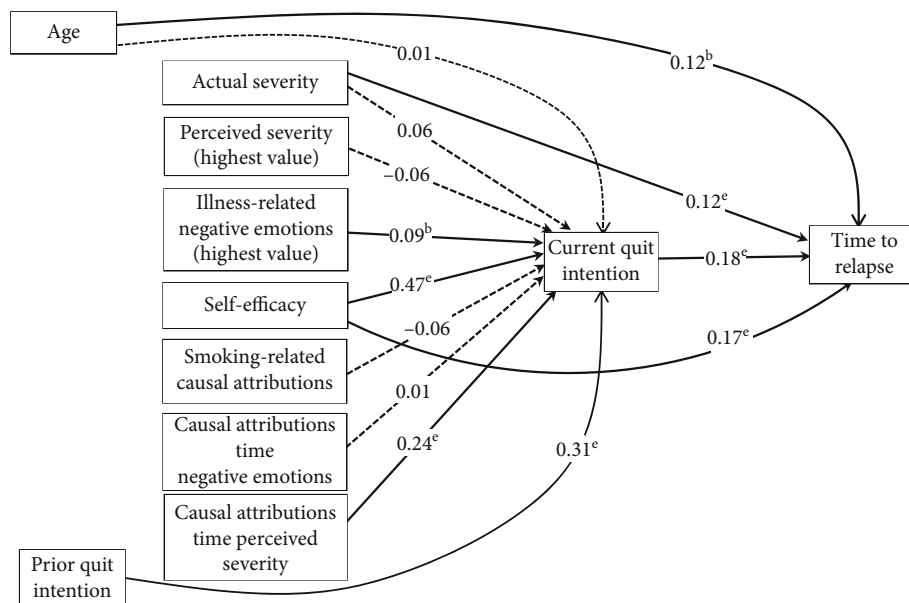 Age
0.01
0.12b
Actual severity
0.06
Perceived severity
(highest value)
–0.06
0.12e
Illness-related
negative emotions
(highest value)
0.09b
Current quit
intention
0.18e
Time to
relapse
Self-efficacy
0.47e
–0.06
0.17e
Smoking-related
causal attributions
0.01
Causal attributions
time
negative emotions
0.24e
0.31e
Causal attributions
time perceived
severity
Prior quit
intention